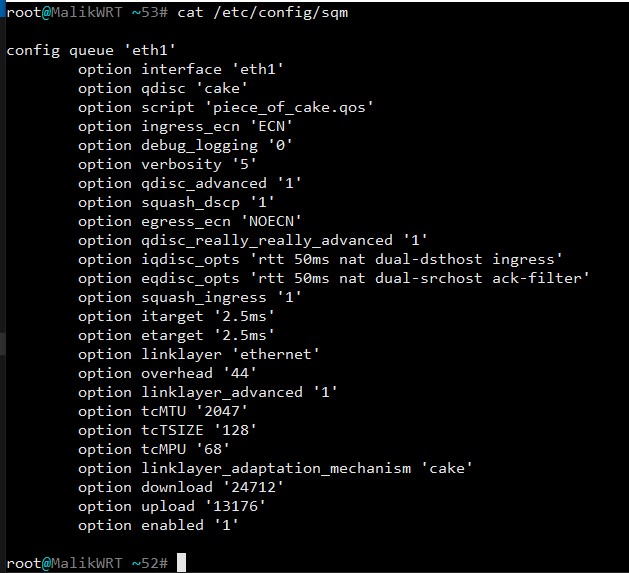 root@MalikWRT ~53# cat /etc/config/sqm
config queue 'eth1'
option interface 'eth1'
option qdisc 'cake'
option script 'piece_of_cake.qos'
option ingress_ecn 'ECN'
option debug_logging '0'
option verbosity '5'
option qdisc_advanced '1'
option squash_dscp '1'
option egress_ecn 'NOECN'
option qdisc_really_really_advanced '1'
option iqdisc_opts 'rtt 50ms nat dual-dsthost ingress'
option eqdisc_opts 'rtt 50ms nat dual-srchost ack-filter'
option squash_ingress '1'
option itarget '2.5ms'
option etarget '2.5ms'
option linklayer 'ethernet'
option overhead '44'
option linklayer_advanced '1'
option tcMTU '2047'
option tcTSIZE '128'
option tcMPU '68'
option linklayer_adaptation_mechanism 'cake'
option download '24712'
option upload '13176'
option enabled '1'
root@MalikWRT ~52#